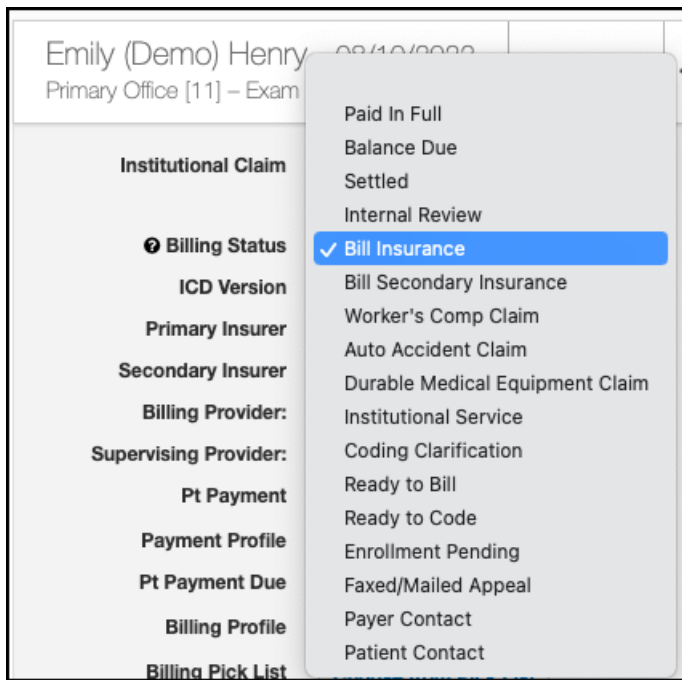 Emily (Demo) Henry
Primary Office [11] – Exam
Institutional Claim
Billing Status
ICD Version
Primary Insurer
Secondary Insurer
Billing Provider:
Supervising Provider:
Pt Payment
Payment Profile
Pt Payment Due
Billing Profile
Billing Pick List
Paid In Full
Balance Due
Settled
Internal Review
✓ Bill Insurance
Bill Secondary Insurance
Worker's Comp Claim
Auto Accident Claim
Durable Medical Equipment Claim
Institutional Service
Coding Clarification
Ready to Bill
Ready to Code
Enrollment Pending
Faxed/Mailed Appeal
Payer Contact
Patient Contact